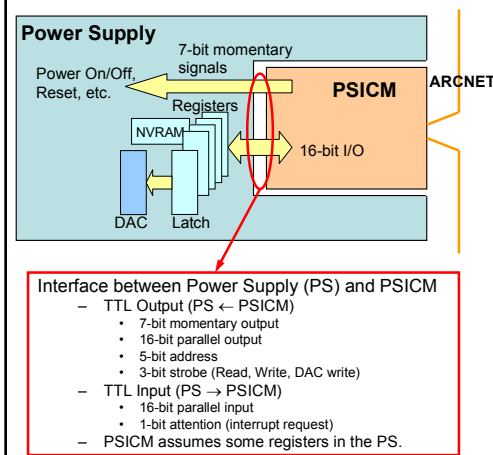 Power Supply
7-bit momentary
signals
Power On/Off,
Reset, etc.
PSICM
ARCNET
Registers
NVRAM
16-bit I/O
DAC
Latch
Interface between Power Supply (PS) and PSICM
– TTL Output (PS ← PSICM)
• 7-bit momentary output
• 16-bit parallel output
• 5-bit address
• 3-bit strobe (Read, Write, DAC write)
– TTL Input (PS → PSICM)
• 16-bit parallel input
• 1-bit attention (interrupt request)
– PSICM assumes some registers in the PS.